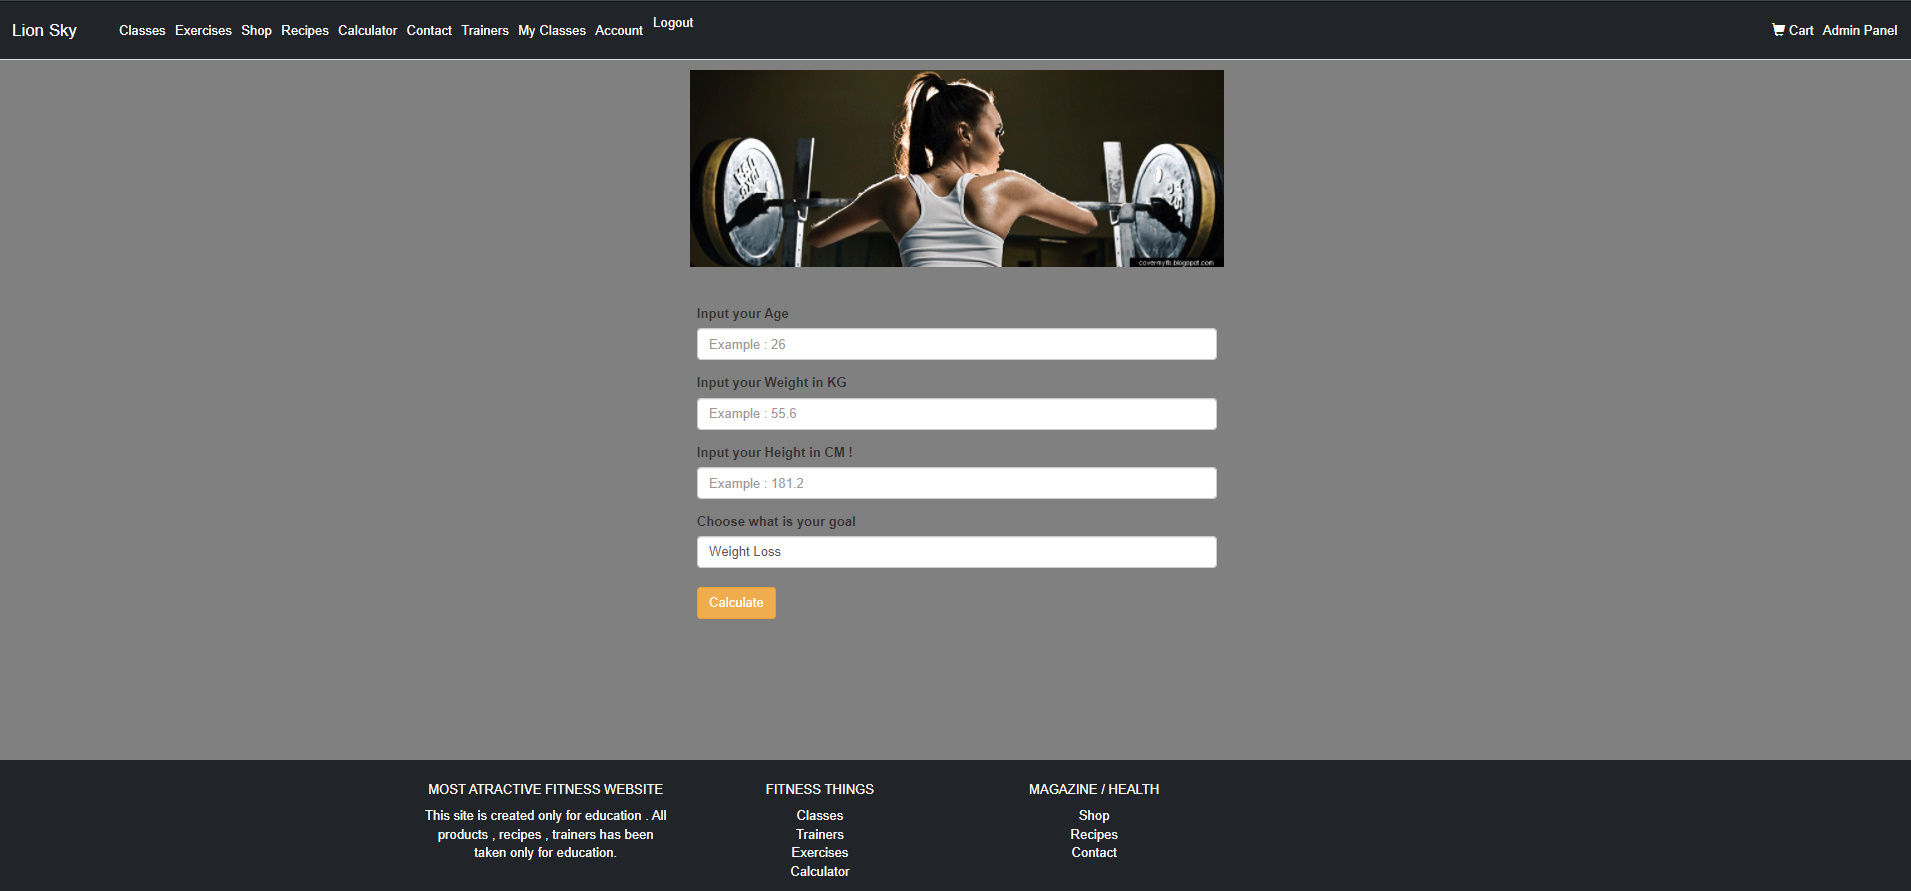 Lion Sky
Classes Exercises Shop Recipes Calculator Contact Trainers My Classes Account Logout
Cart Admin Panel
covermyfb.blogspot.com
Input your Age
Example : 26
Input your Weight in KG
Example : 55.6
Input your Height in CM !
Example : 181.2
Choose what is your goal
Weight Loss
Calculate
MOST ATRACTIVE FITNESS WEBSITE
This site is created only for education . All
products , recipes , trainers has been
taken only for education.
FITNESS THINGS
Classes
Trainers
Exercises
Calculator
MAGAZINE / HEALTH
Shop
Recipes
Contact